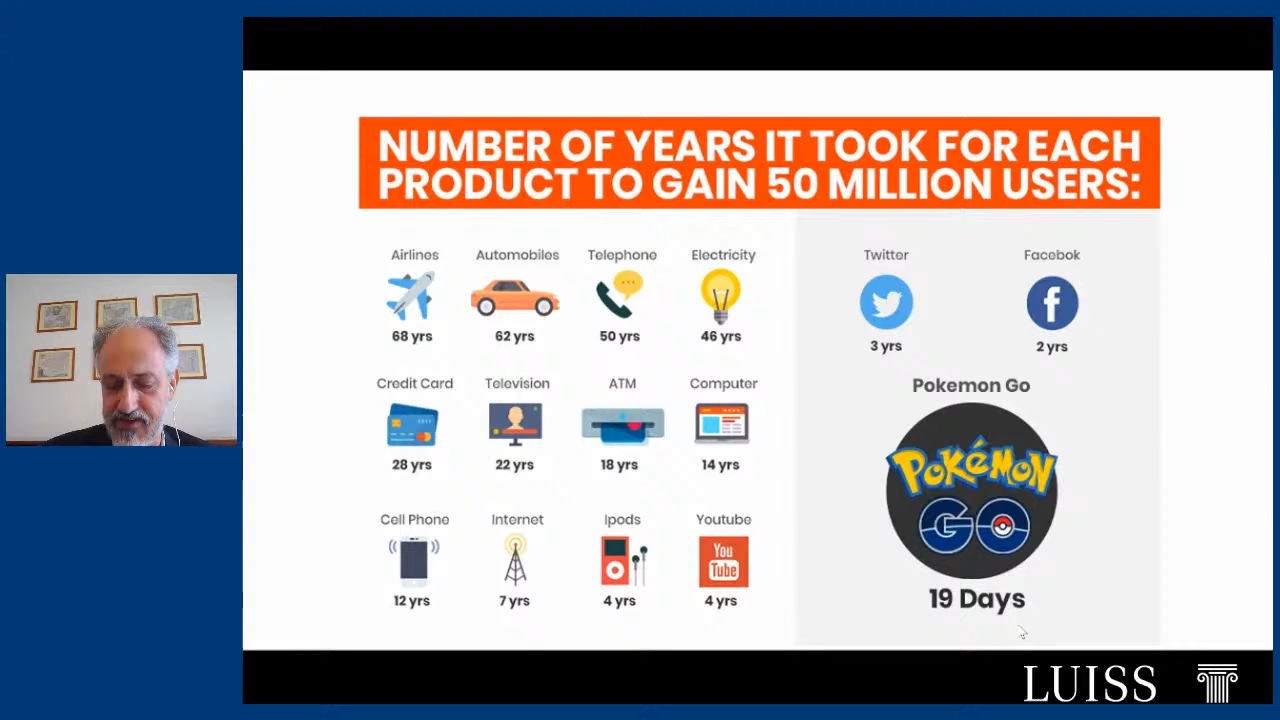 NUMBER OF YEARS IT TOOK FOR EACH
PRODUCT TO GAIN 50 MILLION USERS:
Airlines
68 yrs
Automobiles
62 yrs
Telephone
50 yrs
Electricity
46 yrs
Credit Card
28 yrs
Television
22 yrs
ATM
18 yrs
Computer
14 yrs
Cell Phone
12 yrs
Internet
7 yrs
Ipods
4 yrs
Youtube
You
Tube
4 yrs
Twitter
3 yrs
Facebok
2 yrs
Pokemon Go
POKéMON
GO
19 Days
LUISS